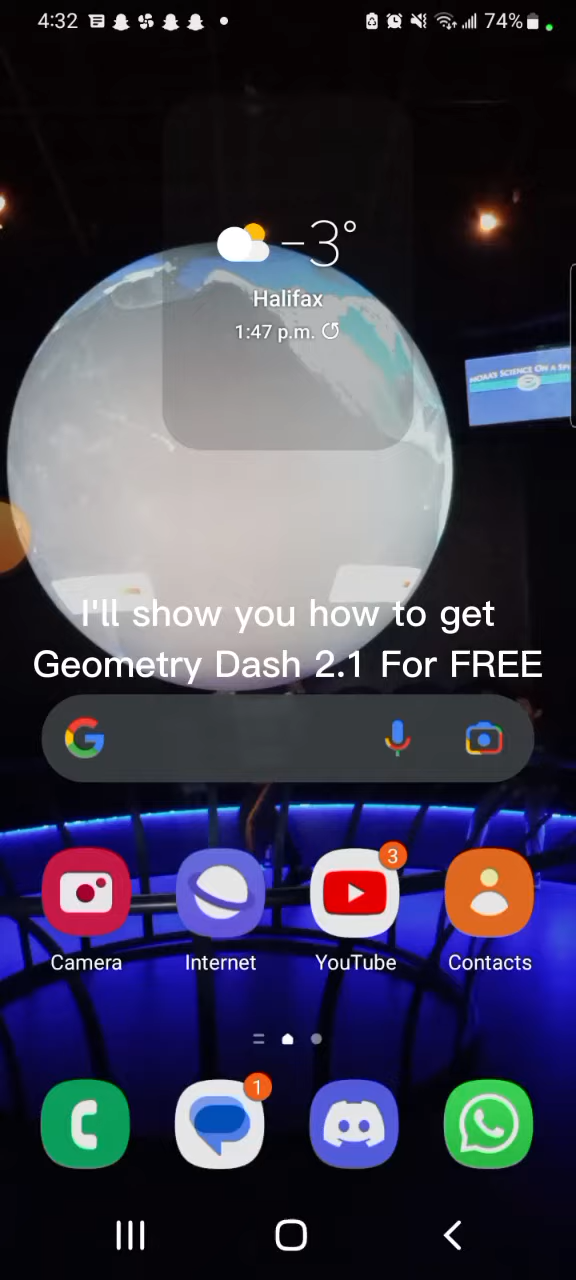 4:32 74%
−3°
Halifax
1:47 p.m.
I'll show you how to get
Geometry Dash 2.1 For FREE
3
Camera Internet YouTube Contacts
1